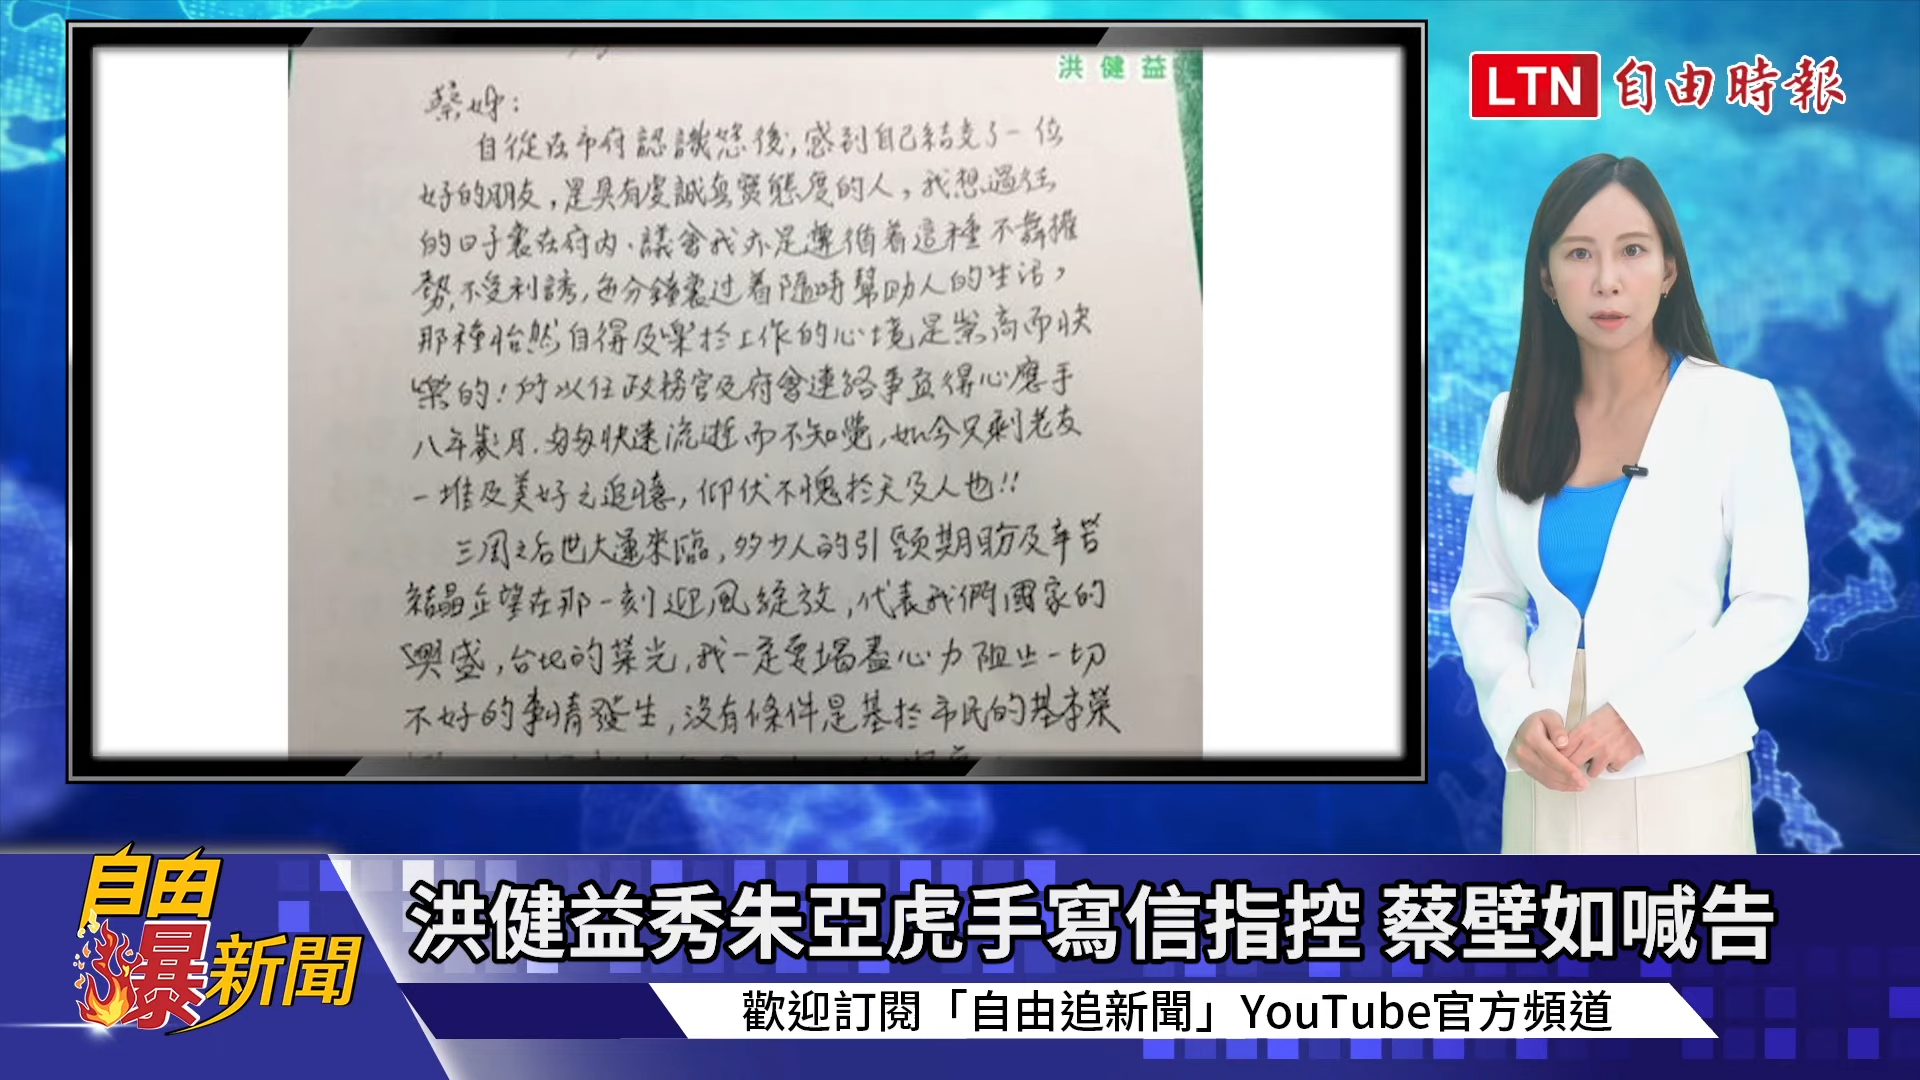 洪健益
LTN 自由時報
蔡姊：
自從在市府認識您後，感到自己結交了一位
好的朋友，是具有虔誠真實態度的人，我想過往
的日子裏在府內、議會我亦是遵循着這種不舞權
勢，不受利誘，每分鐘裏过着隨時幫助人的生活，
那種怡然自得及樂於工作的心境是崇高而快
樂的！所以任政務官及府會連絡事宜得心應手
八年歲月．匆匆快速流逝而不知覺，如今只剩老友
一堆及美好之追憶，仰伏不愧於天及人也!!
三周之后世大運來臨，多少人的引頸期盼及辛苦
結晶企望在那一刻迎風綻放，代表我們國家的
興盛，台北的榮光，我一定要竭盡心力阻止一切
不好的事情發生，沒有條件是基於市民的基本榮
自由爆新聞
洪健益秀朱亞虎手寫信指控 蔡壁如喊告
歡迎訂閱「自由追新聞」YouTube官方頻道